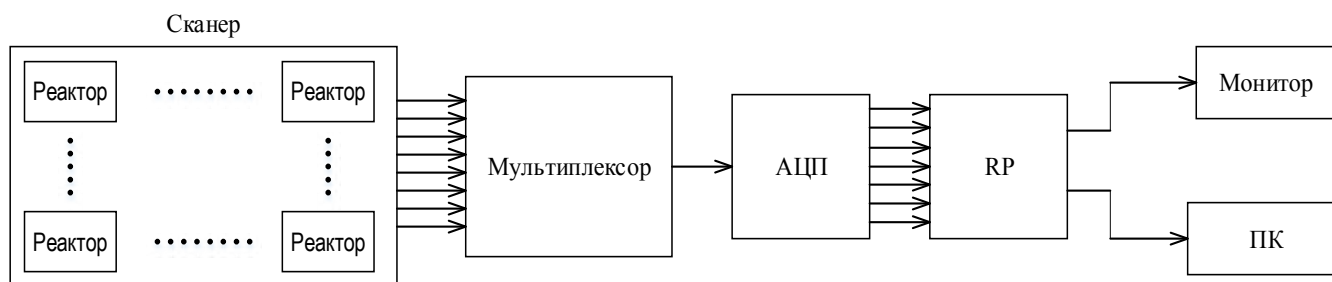 Сканер
Реактор
Реактор
Реактор
Реактор
Мультиплексор
АЦП
RP
Монитор
ПК